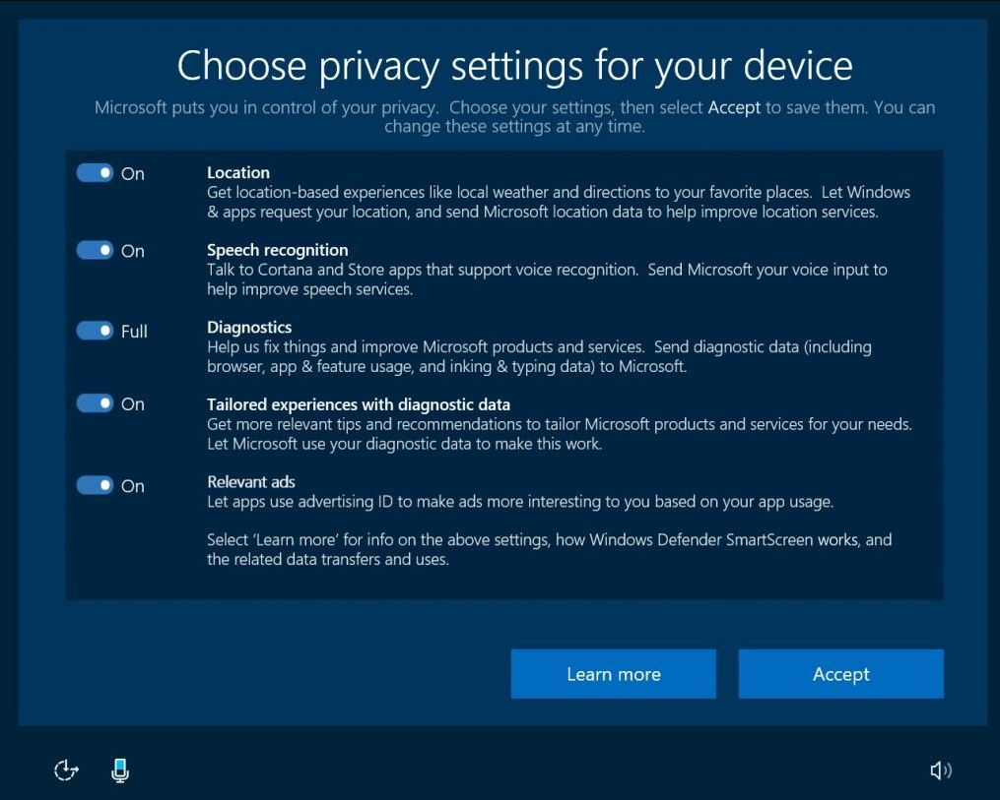 Choose privacy settings for your device
Microsoft puts you in control of your privacy.  Choose your settings, then select Accept to save them. You can
change these settings at any time.
On
Location
Get location-based experiences like local weather and directions to your favorite places.  Let Windows
& apps request your location, and send Microsoft location data to help improve location services.
On
Speech recognition
Talk to Cortana and Store apps that support voice recognition.  Send Microsoft your voice input to
help improve speech services.
Full
Diagnostics
Help us fix things and improve Microsoft products and services.  Send diagnostic data (including
browser, app & feature usage, and inking & typing data) to Microsoft.
On
Tailored experiences with diagnostic data
Get more relevant tips and recommendations to tailor Microsoft products and services for your needs.
Let Microsoft use your diagnostic data to make this work.
On
Relevant ads
Let apps use advertising ID to make ads more interesting to you based on your app usage.
Select ‘Learn more’ for info on the above settings, how Windows Defender SmartScreen works, and
the related data transfers and uses.
Learn more
Accept